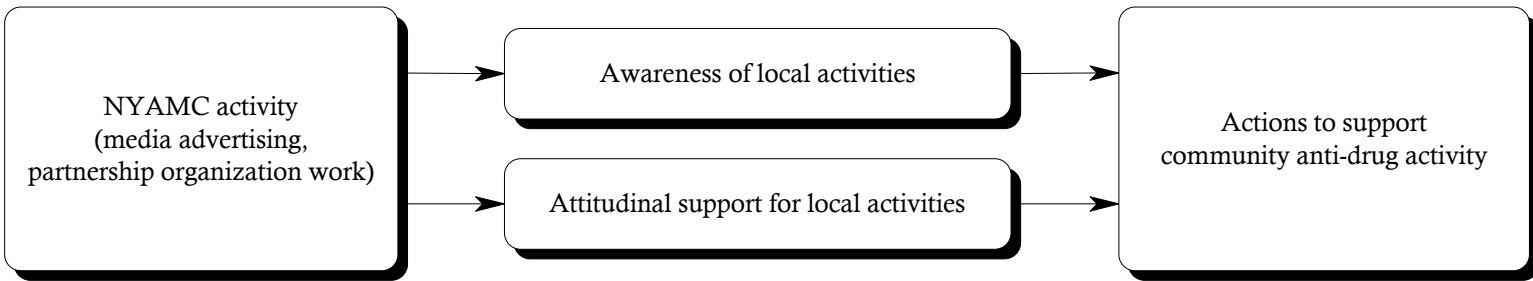 NYAMC activity
(media advertising,
partnership organization work)
Awareness of local activities
Attitudinal support for local activities
Actions to support
community anti-drug activity